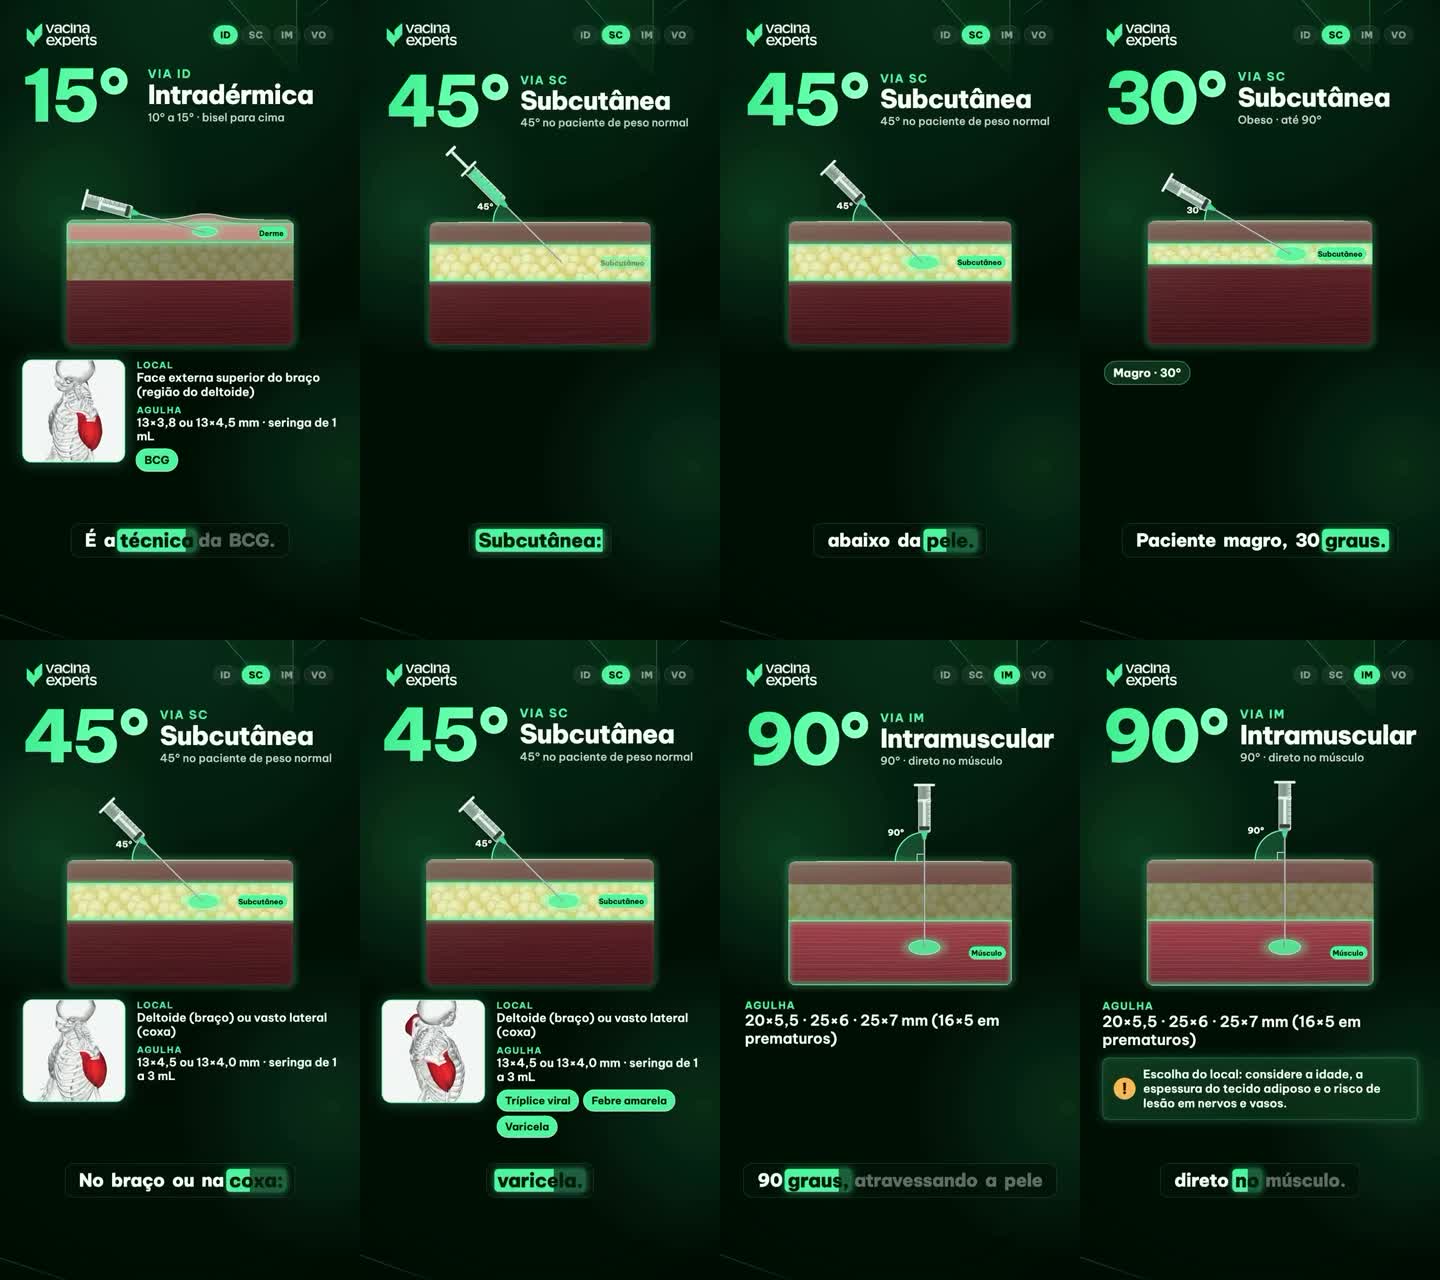 vacina
experts
ID SC IM VO
15°
VIA ID
Intradérmica
10° a 15° · bisel para cima
Derme
LOCAL
Face externa superior do braço
(região do deltoide)
AGULHA
13×3,8 ou 13×4,5 mm · seringa de 1
mL
BCG
É a técnica da BCG.
vacina
experts
ID SC IM VO
45°
VIA SC
Subcutânea
45° no paciente de peso normal
45°
Subcutâneo
Subcutânea:
vacina
experts
ID SC IM VO
45°
VIA SC
Subcutânea
45° no paciente de peso normal
45°
Subcutâneo
abaixo da pele.
vacina
experts
ID SC IM VO
30°
VIA SC
Subcutânea
Obeso · até 90°
30°
Subcutâneo
Magro · 30°
Paciente magro, 30 graus.
vacina
experts
ID SC IM VO
45°
VIA SC
Subcutânea
45° no paciente de peso normal
45°
Subcutâneo
LOCAL
Deltoide (braço) ou vasto lateral
(coxa)
AGULHA
13×4,5 ou 13×4,0 mm · seringa de 1
a 3 mL
No braço ou na coxa:
vacina
experts
ID SC IM VO
45°
VIA SC
Subcutânea
45° no paciente de peso normal
45°
Subcutâneo
LOCAL
Deltoide (braço) ou vasto lateral
(coxa)
AGULHA
13×4,5 ou 13×4,0 mm · seringa de 1
a 3 mL
Tríplice viral Febre amarela
Varicela
varicela.
vacina
experts
ID SC IM VO
90°
VIA IM
Intramuscular
90° · direto no músculo
90°
Músculo
AGULHA
20×5,5 · 25×6 · 25×7 mm (16×5 em
prematuros)
90 graus, atravessando a pele
vacina
experts
ID SC IM VO
90°
VIA IM
Intramuscular
90° · direto no músculo
90°
Músculo
AGULHA
20×5,5 · 25×6 · 25×7 mm (16×5 em
prematuros)
! Escolha do local: considere a idade, a
espessura do tecido adiposo e o risco de
lesão em nervos e vasos.
direto no músculo.